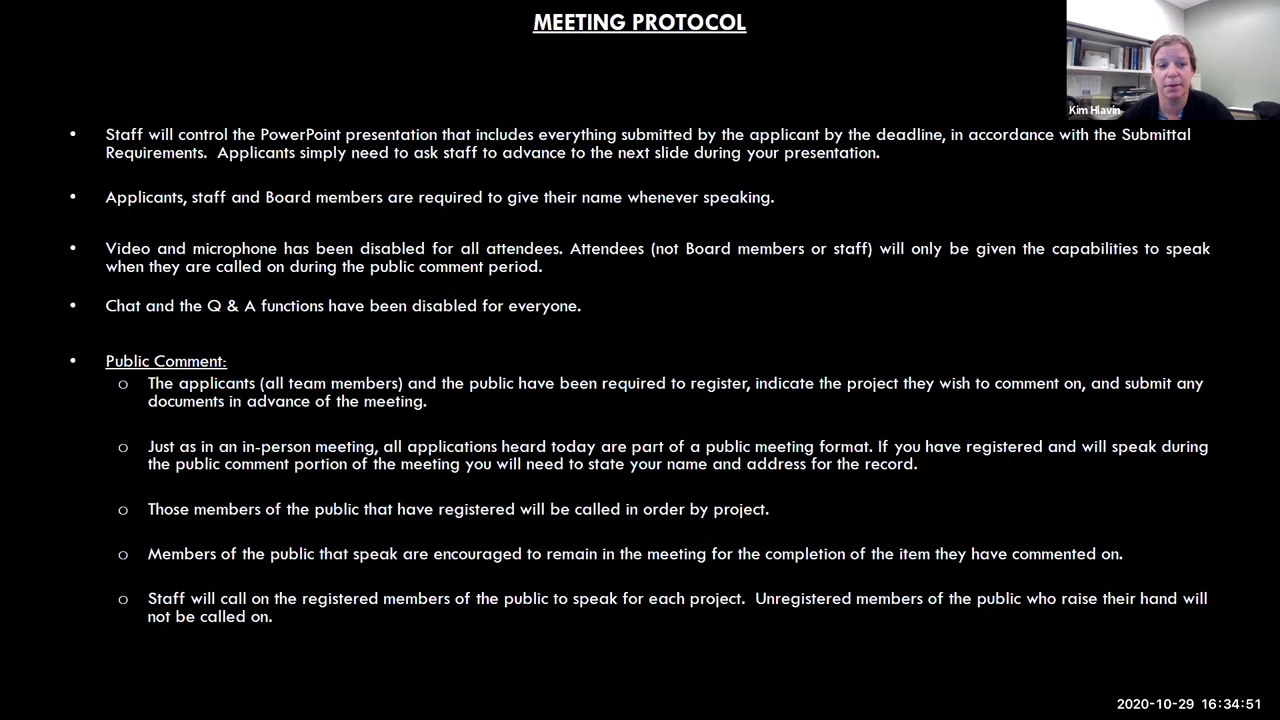 MEETING PROTOCOL
Kim Hlavin
• Staff will control the PowerPoint presentation that includes everything submitted by the applicant by the deadline, in accordance with the Submittal
Requirements.  Applicants simply need to ask staff to advance to the next slide during your presentation.
• Applicants, staff and Board members are required to give their name whenever speaking.
• Video and microphone has been disabled for all attendees. Attendees (not Board members or staff) will only be given the capabilities to speak
when they are called on during the public comment period.
• Chat and the Q & A functions have been disabled for everyone.
• Public Comment:
o The applicants (all team members) and the public have been required to register, indicate the project they wish to comment on, and submit any
documents in advance of the meeting.
o Just as in an in-person meeting, all applications heard today are part of a public meeting format. If you have registered and will speak during
the public comment portion of the meeting you will need to state your name and address for the record.
o Those members of the public that have registered will be called in order by project.
o Members of the public that speak are encouraged to remain in the meeting for the completion of the item they have commented on.
o Staff will call on the registered members of the public to speak for each project.  Unregistered members of the public who raise their hand will
not be called on.
2020-10-29 16:34:51